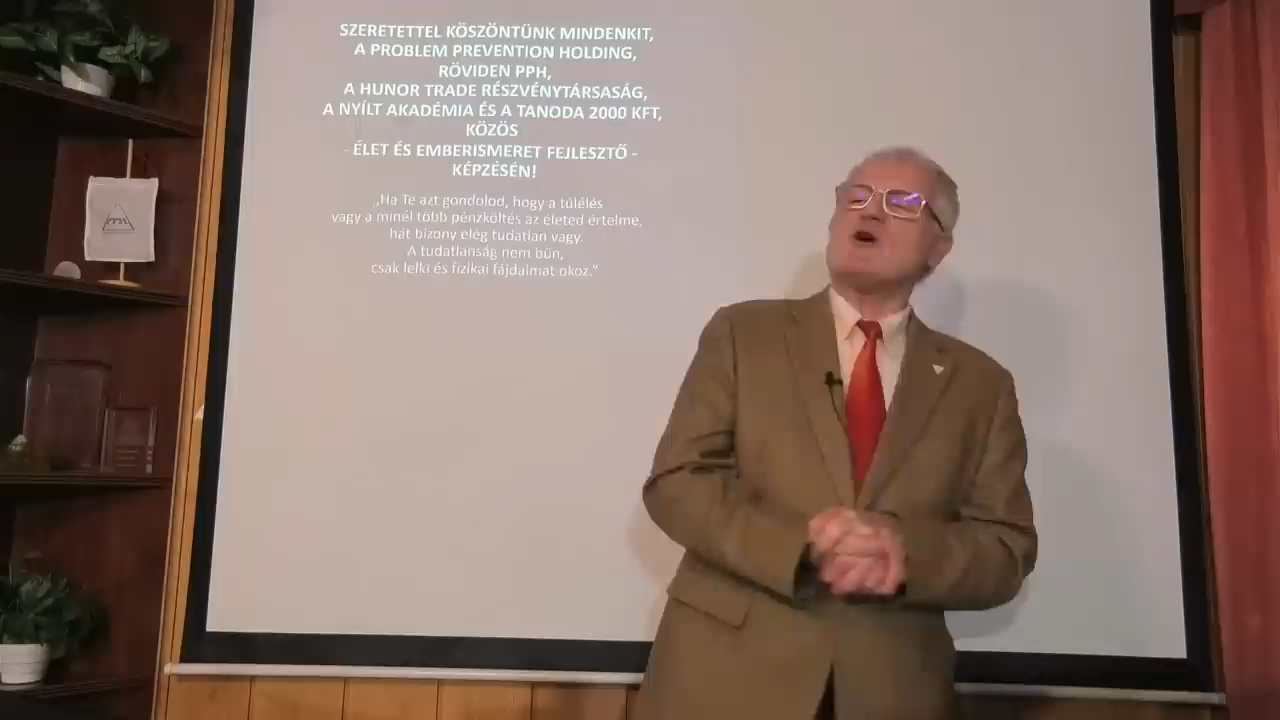 SZERETETTEL KÖSZÖNTÜNK MINDENKIT,
A PROBLEM PREVENTION HOLDING,
RÖVIDEN PPH,
A HUNOR TRADE RÉSZVÉNYTÁRSASÁG,
A NYÍLT AKADÉMIA ÉS A TANODA 2000 KFT,
KÖZÖS
- ÉLET ÉS EMBERISMERET FEJLESZTŐ -
KÉPZÉSÉN!
„Ha Te azt gondolod, hogy a túlélés
vagy a minél több pénzköltés az életed értelme,
hát bizony elég tudatlan vagy.
A tudatlanság nem bűn,
csak lelki és fizikai fájdalmat okoz.”